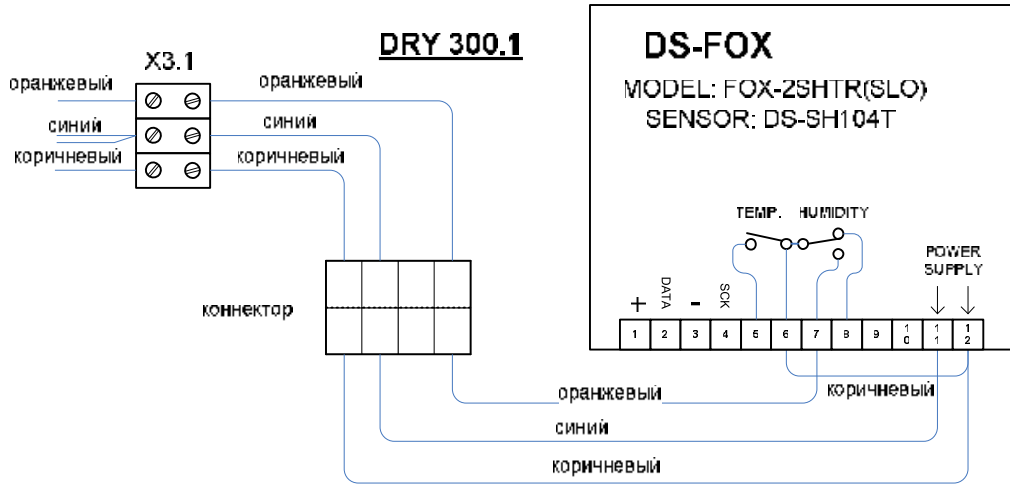 DRY 300.1
X3.1
оранжевый
оранжевый
синий
синий
коричневый
коричневый
коннектор
DS-FOX
MODEL: FOX-2SHTR(SLO)
SENSOR: DS-SH104T
TEMP. HUMIDITY
POWER
SUPPLY
+ DATA - SCK
1 2 3 4 5 6 7 8 9 10 11 12
коричневый
оранжевый
синий
коричневый